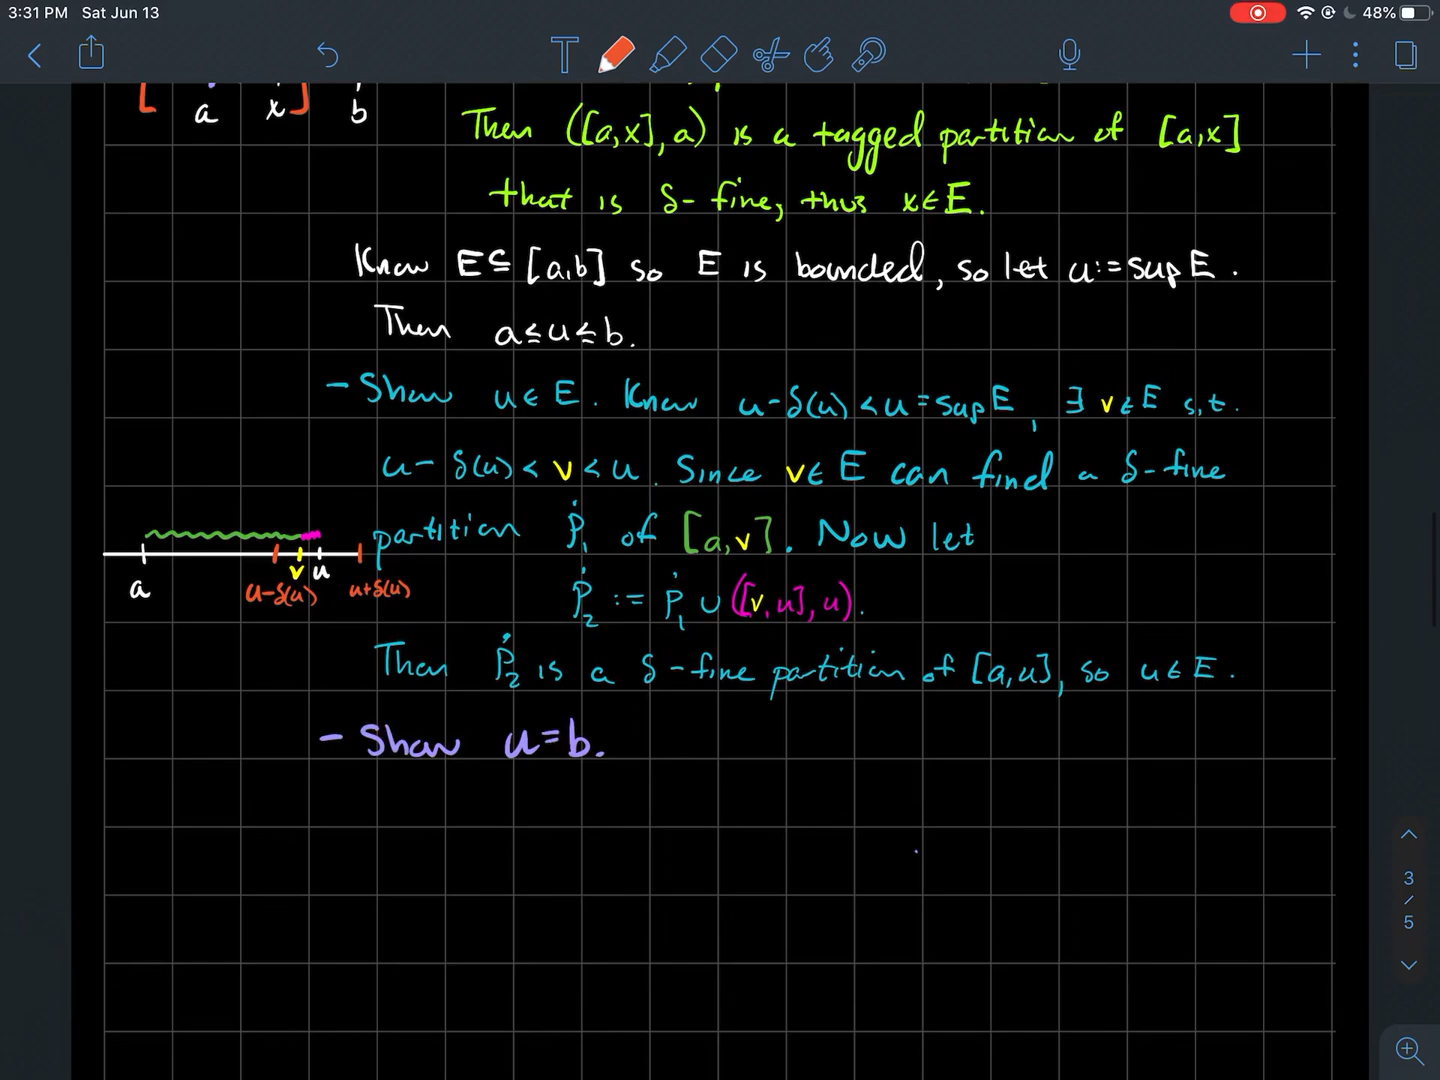 3:31 PM Sat Jun 13
48%
[ a x ] b
Then ([a,x], a) is a tagged partition of [a,x]
that is δ-fine, thus x∈E.
Know E⊆[a,b] so E is bounded, so let u:=sup E.
Then a≤u≤b.
- Show u∈E. Know u-δ(u)<u=sup E, ∃ v∈E s.t.
u-δ(u)<v<u. Since v∈E can find a δ-fine
partition Ṗ₁ of [a,v]. Now let
a u-δ(u) v u u+δ(u)
Ṗ₂ := Ṗ₁ ∪ ([v,u], u).
Then Ṗ₂ is a δ-fine partition of [a,u], so u∈E.
- Show u=b.
3
/
5